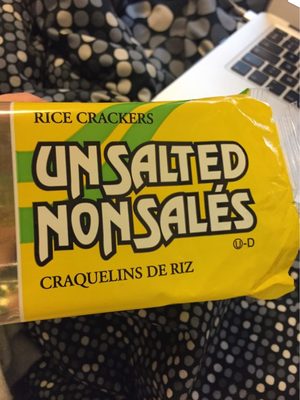 RICE CRACKERS
UNSALTED
NONSALÉS
Ⓤ-D
CRAQUELINS DE RIZ